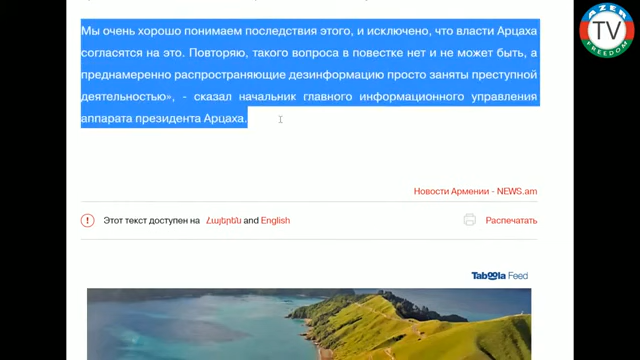 AZER
TV
FREEDOM
Мы очень хорошо понимаем последствия этого, и исключено, что власти Арцаха
согласятся на это. Повторяю, такого вопроса в повестке нет и не может быть, а
преднамеренно распространяющие дезинформацию просто заняты преступной
деятельностью», - сказал начальник главного информационного управления
аппарата президента Арцаха.
Новости Армении - NEWS.am
Этот текст доступен на Հայերեն and English
Распечатать
Taboola Feed